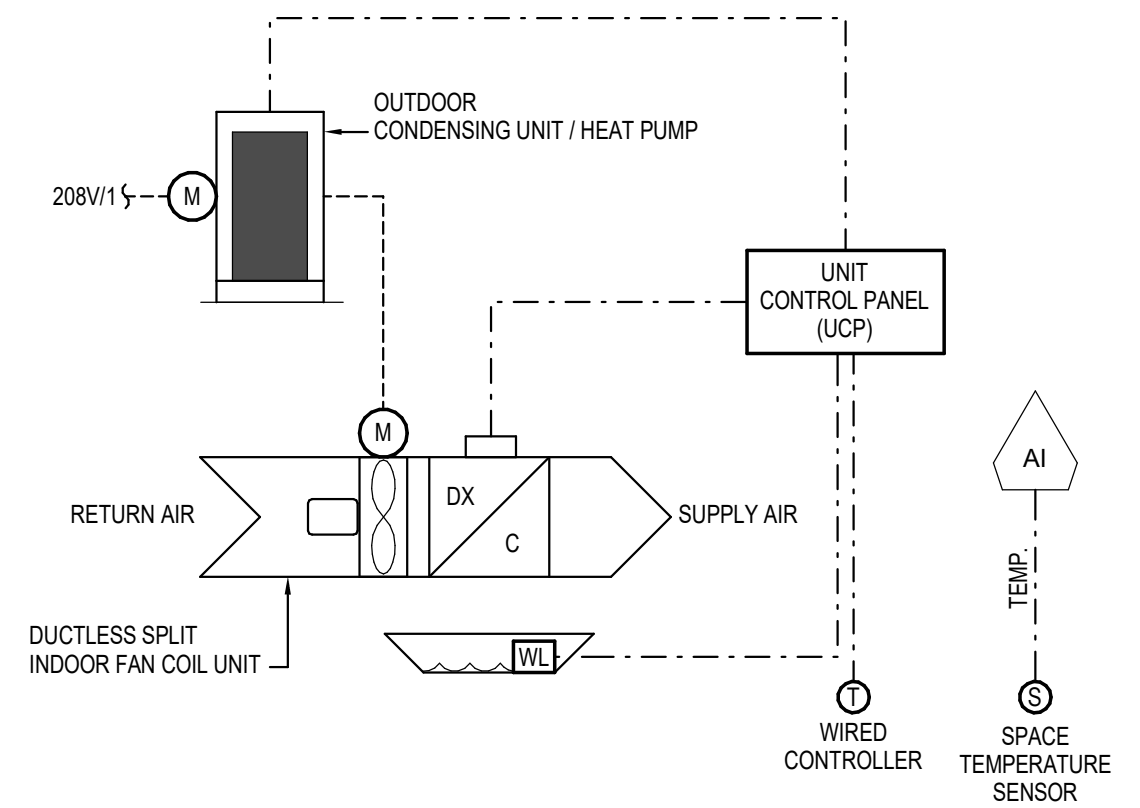 OUTDOOR
CONDENSING UNIT / HEAT PUMP
208V/1
M
UNIT
CONTROL PANEL
(UCP)
M
AI
RETURN AIR
DX
C
SUPPLY AIR
TEMP.
DUCTLESS SPLIT
INDOOR FAN COIL UNIT
WL
T
WIRED
CONTROLLER
S
SPACE
TEMPERATURE
SENSOR